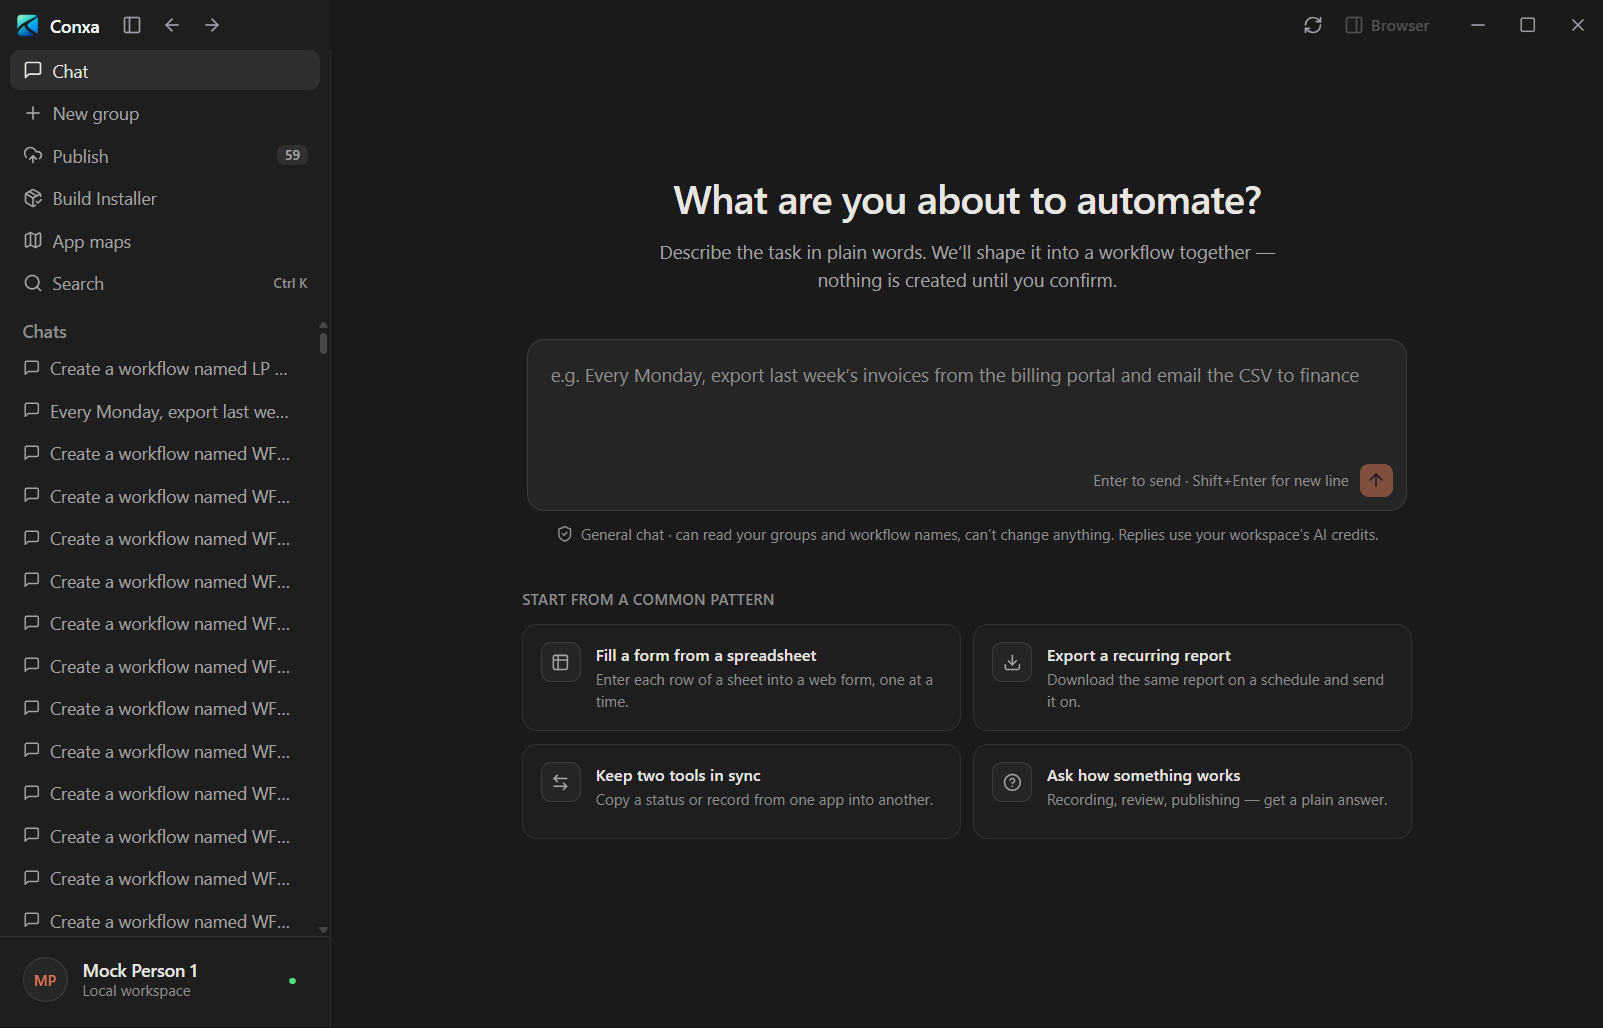 Conxa
Browser
Chat
New group
Publish
59
Build Installer
App maps
Search
Ctrl K
Chats
Create a workflow named LP ...
Every Monday, export last we...
Create a workflow named WF...
Create a workflow named WF...
Create a workflow named WF...
Create a workflow named WF...
Create a workflow named WF...
Create a workflow named WF...
Create a workflow named WF...
Create a workflow named WF...
Create a workflow named WF...
Create a workflow named WF...
Create a workflow named WF...
Create a workflow named WF...
MP
Mock Person 1
Local workspace
What are you about to automate?
Describe the task in plain words. We’ll shape it into a workflow together —
nothing is created until you confirm.
e.g. Every Monday, export last week’s invoices from the billing portal and email the CSV to finance
Enter to send · Shift+Enter for new line
General chat · can read your groups and workflow names, can’t change anything. Replies use your workspace’s AI credits.
START FROM A COMMON PATTERN
Fill a form from a spreadsheet
Enter each row of a sheet into a web form, one at a
time.
Export a recurring report
Download the same report on a schedule and send
it on.
Keep two tools in sync
Copy a status or record from one app into another.
Ask how something works
Recording, review, publishing — get a plain answer.